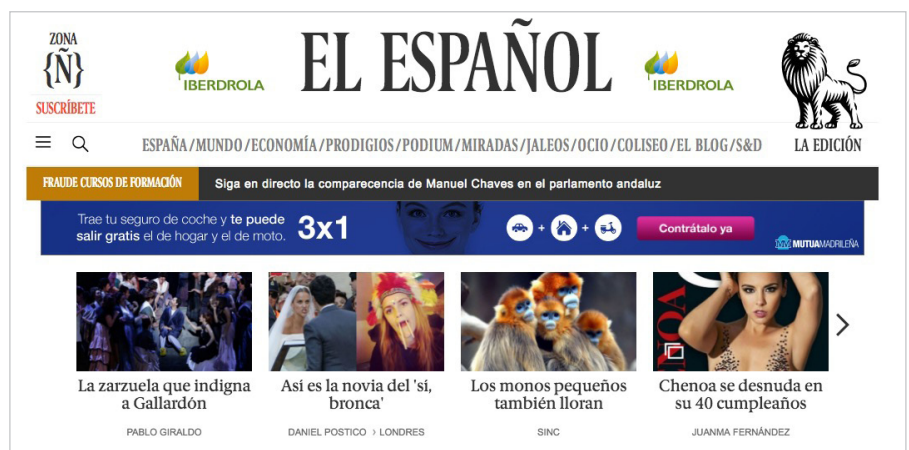 ZONA
{Ñ}
SUSCRÍBETE
IBERDROLA
EL ESPAÑOL
IBERDROLA
LA EDICIÓN
ESPAÑA/MUNDO/ECONOMÍA/PRODIGIOS/PODIUM/MIRADAS/JALEOS/OCIO/COLISEO/EL BLOG/S&D
FRAUDE CURSOS DE FORMACIÓN
Siga en directo la comparecencia de Manuel Chaves en el parlamento andaluz
Trae tu seguro de coche y te puede
salir gratis el de hogar y el de moto.
3x1
+ +
Contrátalo ya
MUTUAMADRILEÑA
NOA
La zarzuela que indigna
a Gallardón
PABLO GIRALDO
Así es la novia del 'sí,
bronca'
DANIEL POSTICO > LONDRES
Los monos pequeños
también lloran
SINC
Chenoa se desnuda en
su 40 cumpleaños
JUANMA FERNÁNDEZ